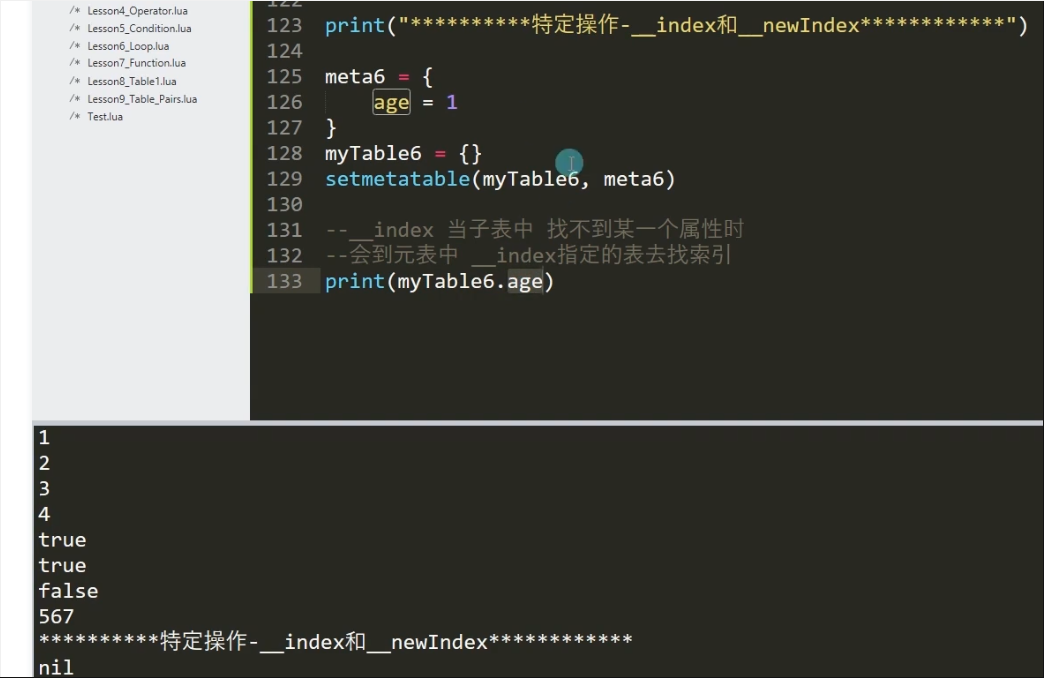 /* Lesson4_Operator.lua
/* Lesson5_Condition.lua
/* Lesson6_Loop.lua
/* Lesson7_Function.lua
/* Lesson8_Table1.lua
/* Lesson9_Table_Pairs.lua
/* Test.lua
122
123 print("**********特定操作-__index和__newIndex************")
124
125 meta6 = {
126 age = 1
127 }
128 myTable6 = {}
129 setmetatable(myTable6, meta6)
130
131 --__index 当子表中 找不到某一个属性时
132 --会到元表中 __index指定的表去找索引
133 print(myTable6.age)
1
2
3
4
true
true
false
567
**********特定操作-__index和__newIndex************
nil